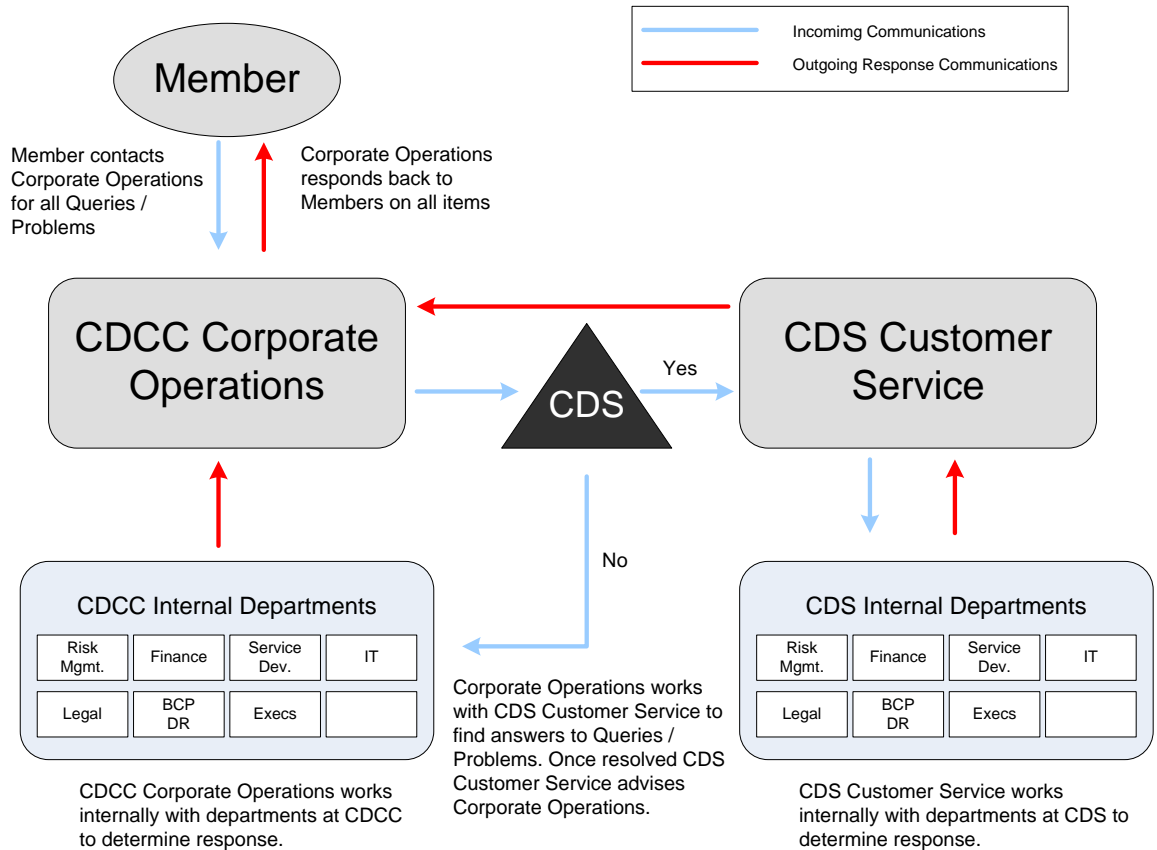 Incomimg Communications
Outgoing Response Communications
Member
Member contacts
Corporate Operations
for all Queries /
Problems
Corporate Operations
responds back to
Members on all items
CDCC Corporate
Operations
CDS
Yes
No
CDS Customer
Service
CDCC Internal Departments
Risk
Mgmt.
Finance
Service
Dev.
IT
Legal
BCP
DR
Execs
CDCC Corporate Operations works
internally with departments at CDCC
to determine response.
Corporate Operations works
with CDS Customer Service to
find answers to Queries /
Problems. Once resolved CDS
Customer Service advises
Corporate Operations.
CDS Internal Departments
Risk
Mgmt.
Finance
Service
Dev.
IT
Legal
BCP
DR
Execs
CDS Customer Service works
internally with departments at CDS to
determine response.